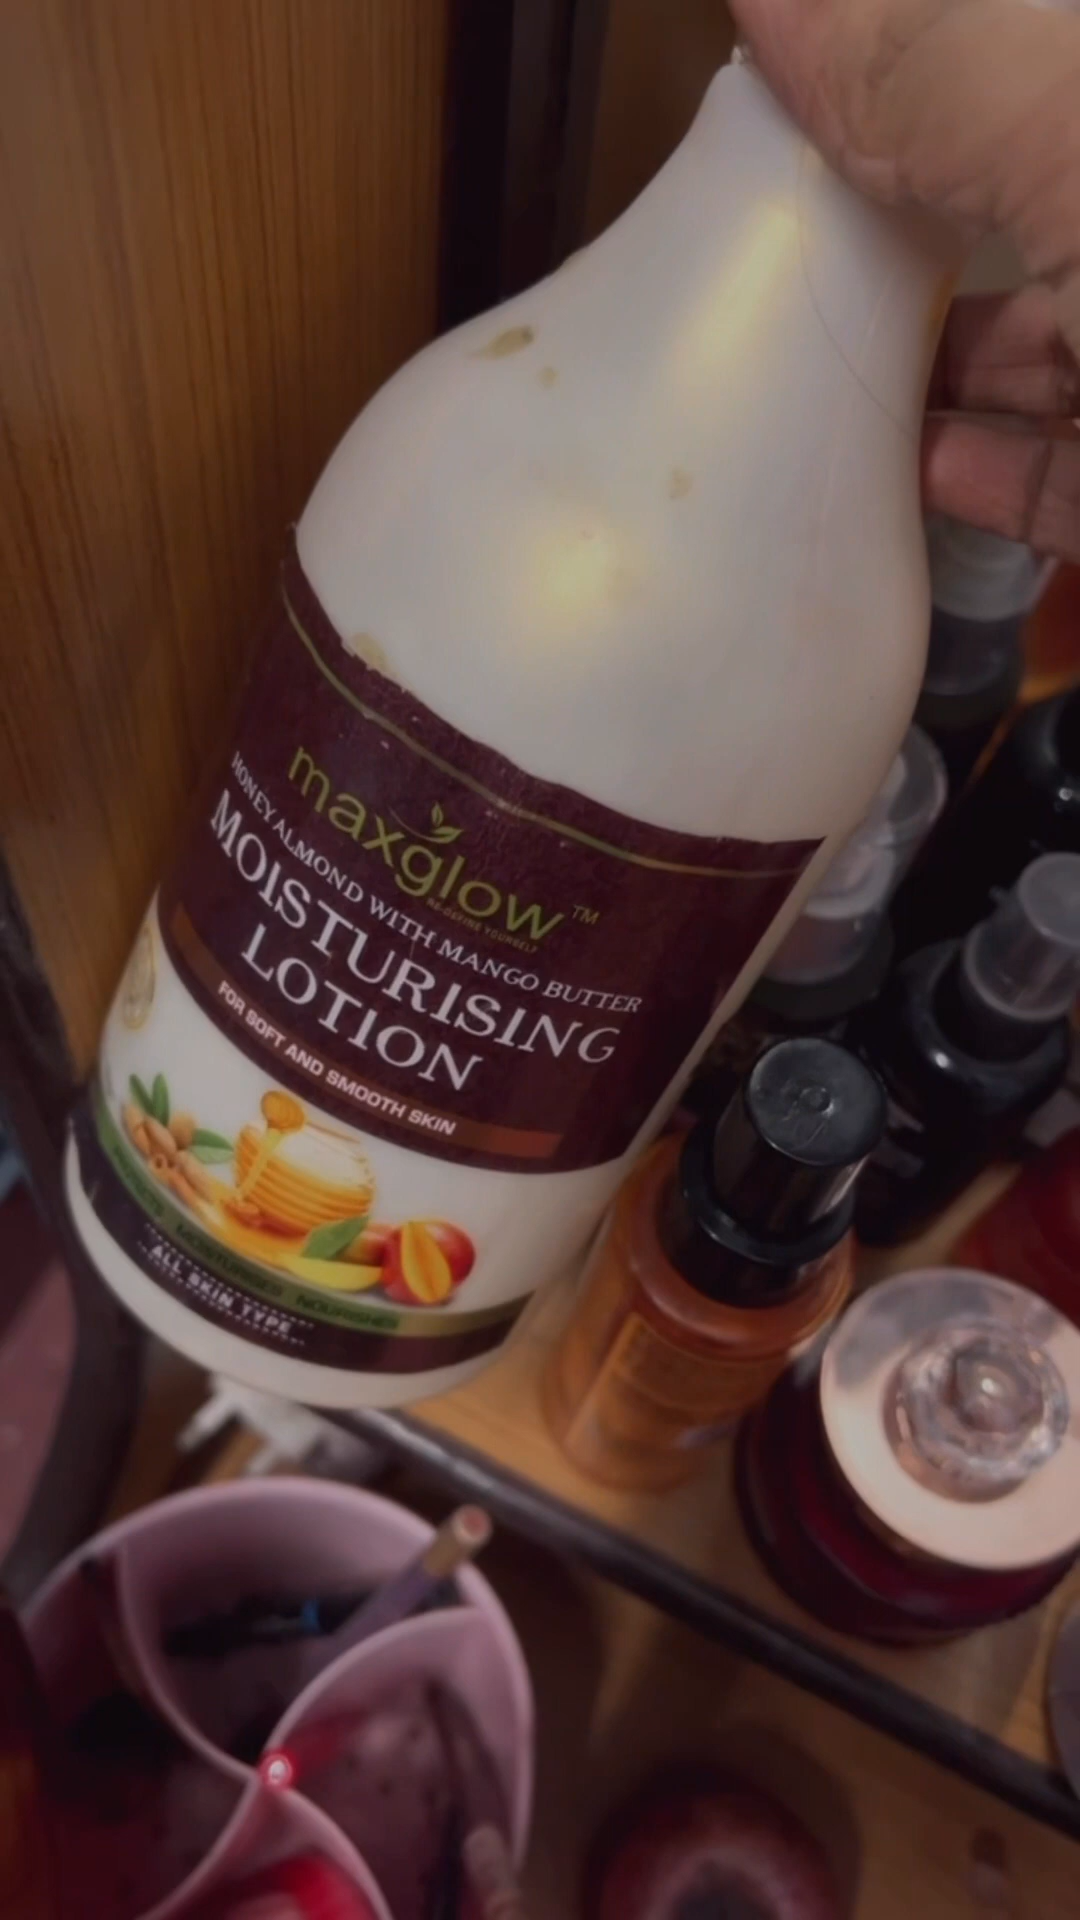 maxglow™
RE-DEFINE YOURSELF
HONEY ALMOND WITH MANGO BUTTER
MOISTURISING
LOTION
FOR SOFT AND SMOOTH SKIN
MOISTURISES NOURISHES
ALL SKIN TYPE